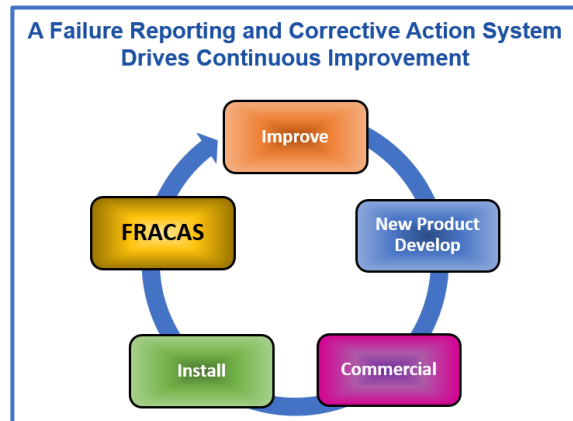 A Failure Reporting and Corrective Action System
Drives Continuous Improvement
Improve
New Product
Develop
Commercial
Install
FRACAS